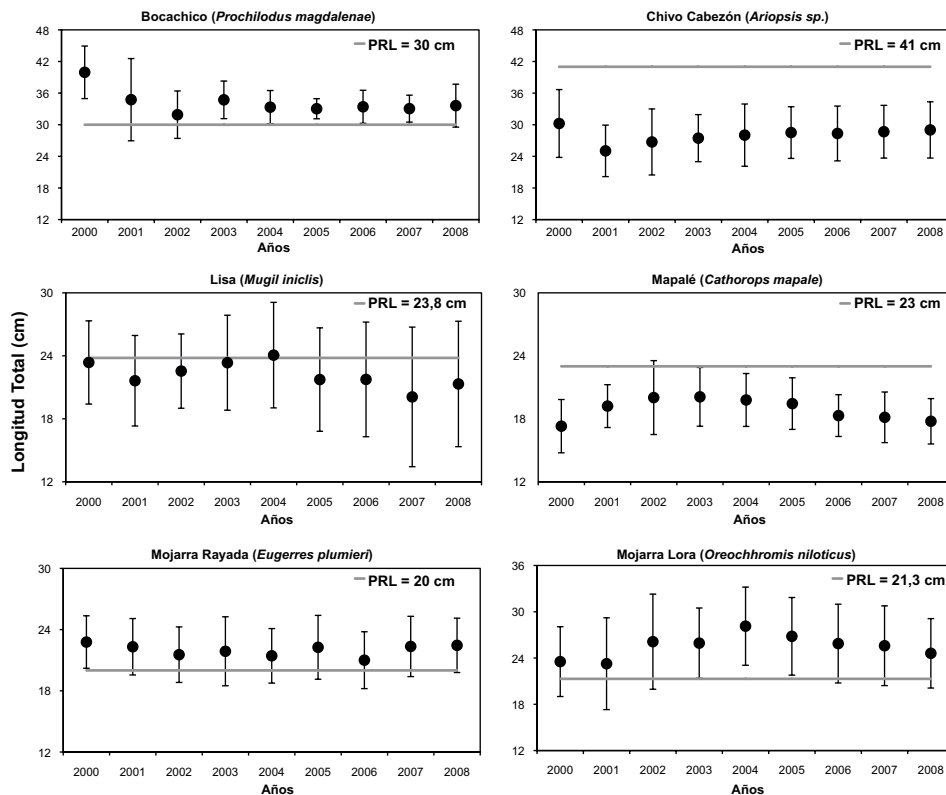 Bocachico (Prochilodus magdalenae)
48
42
36
30
24
18
12
PRL = 30 cm
2000 2001 2002 2003 2004 2005 2006 2007 2008
Años
Chivo Cabezón (Ariopsis sp.)
48
42
36
30
24
18
12
PRL = 41 cm
2000 2001 2002 2003 2004 2005 2006 2007 2008
Años
Longitud Total (cm)
Lisa (Mugil iniclis)
30
24
18
12
PRL = 23,8 cm
2000 2001 2002 2003 2004 2005 2006 2007 2008
Años
Mapalé (Cathorops mapale)
30
24
18
12
PRL = 23 cm
2000 2001 2002 2003 2004 2005 2006 2007 2008
Años
Mojarra Rayada (Eugerres plumieri)
30
24
18
12
PRL = 20 cm
2000 2001 2002 2003 2004 2005 2006 2007 2008
Años
Mojarra Lora (Oreochhromis niloticus)
36
30
24
18
12
PRL = 21,3 cm
2000 2001 2002 2003 2004 2005 2006 2007 2008
Años